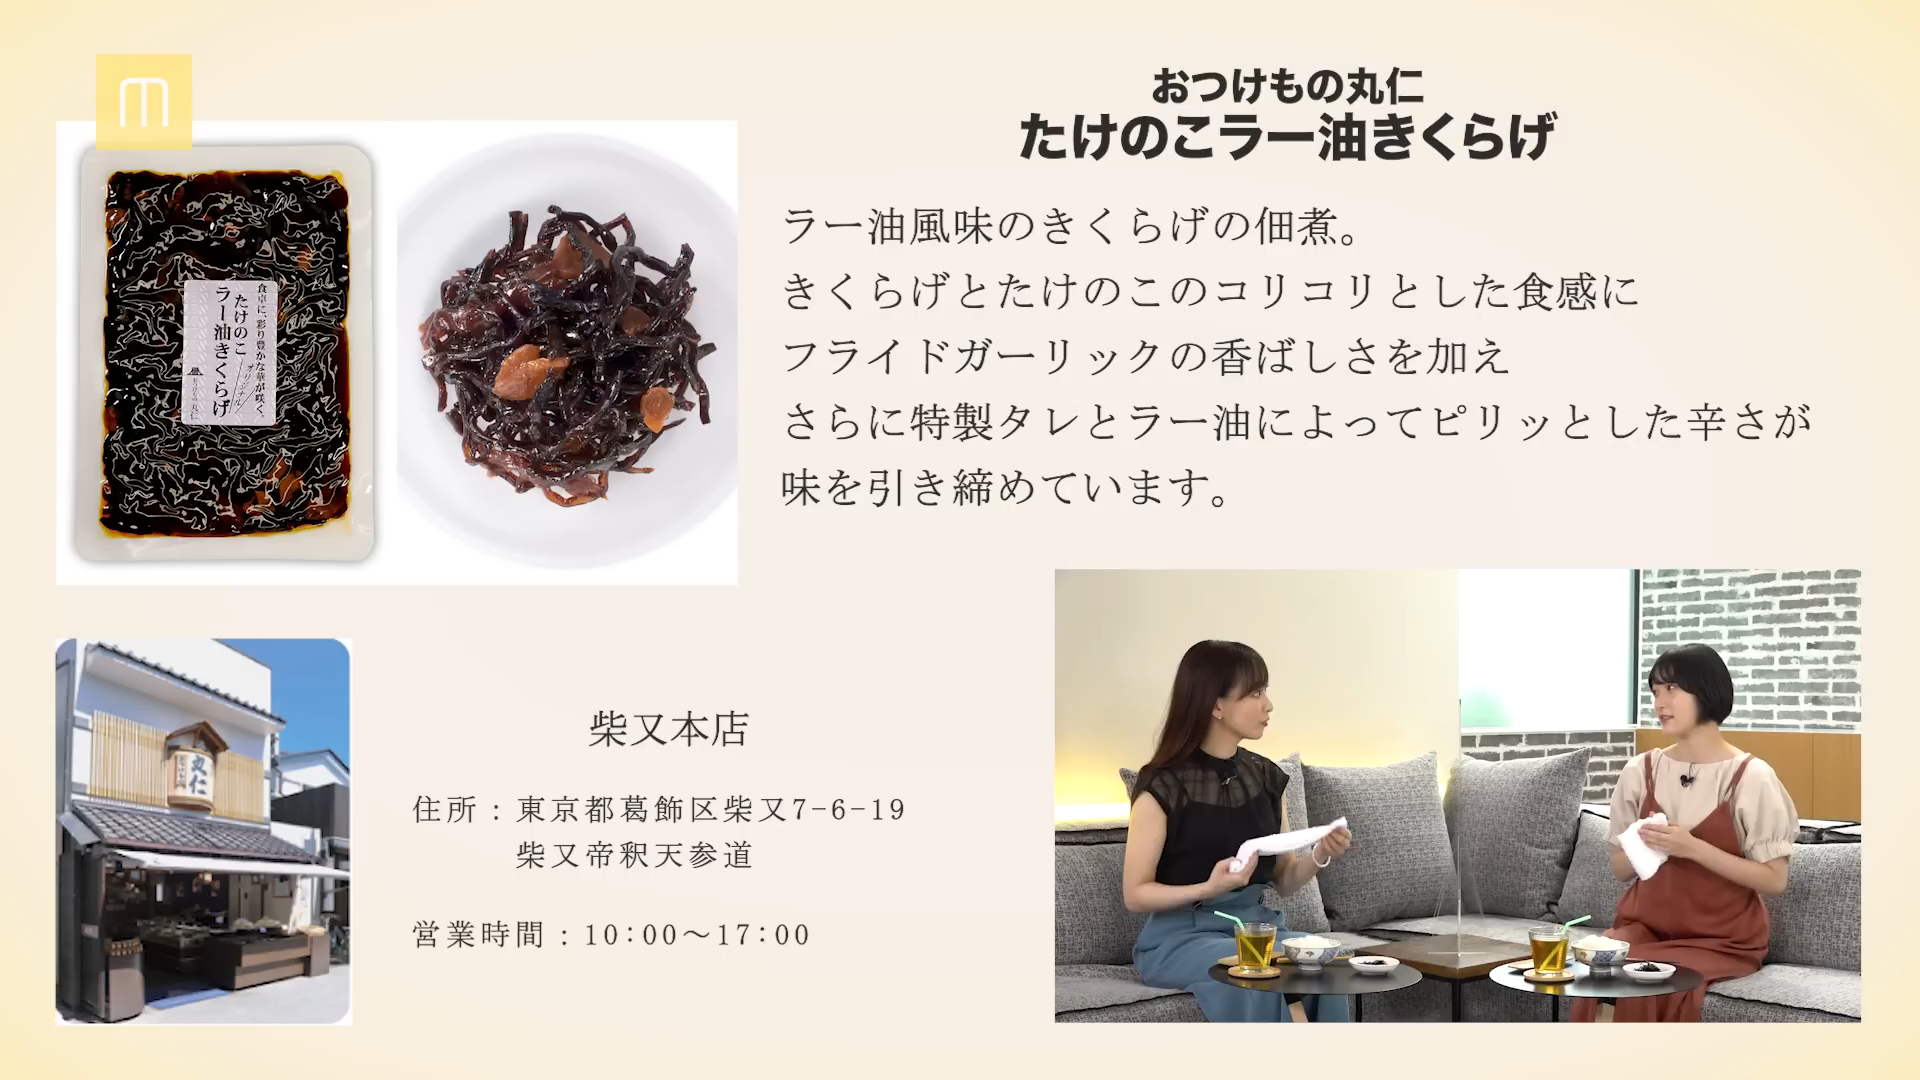 おつけもの丸仁
たけのこラー油きくらげ
ラー油風味のきくらげの佃煮。
きくらげとたけのこのコリコリとした食感に
フライドガーリックの香ばしさを加え
さらに特製タレとラー油によってピリッとした辛さが
味を引き締めています。
食卓に、彩り豊かな華が咲く。
オリジナル
たけのこ
ラー油きくらげ
丸仁
柴又本店
住所：東京都葛飾区柴又7-6-19
柴又帝釈天参道
営業時間：10:00〜17:00